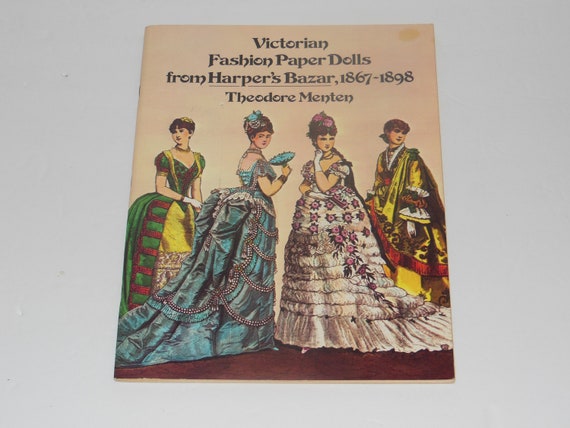 Victorian
Fashion Paper Dolls
from Harper's Bazar, 1867-1898
Theodore Menten